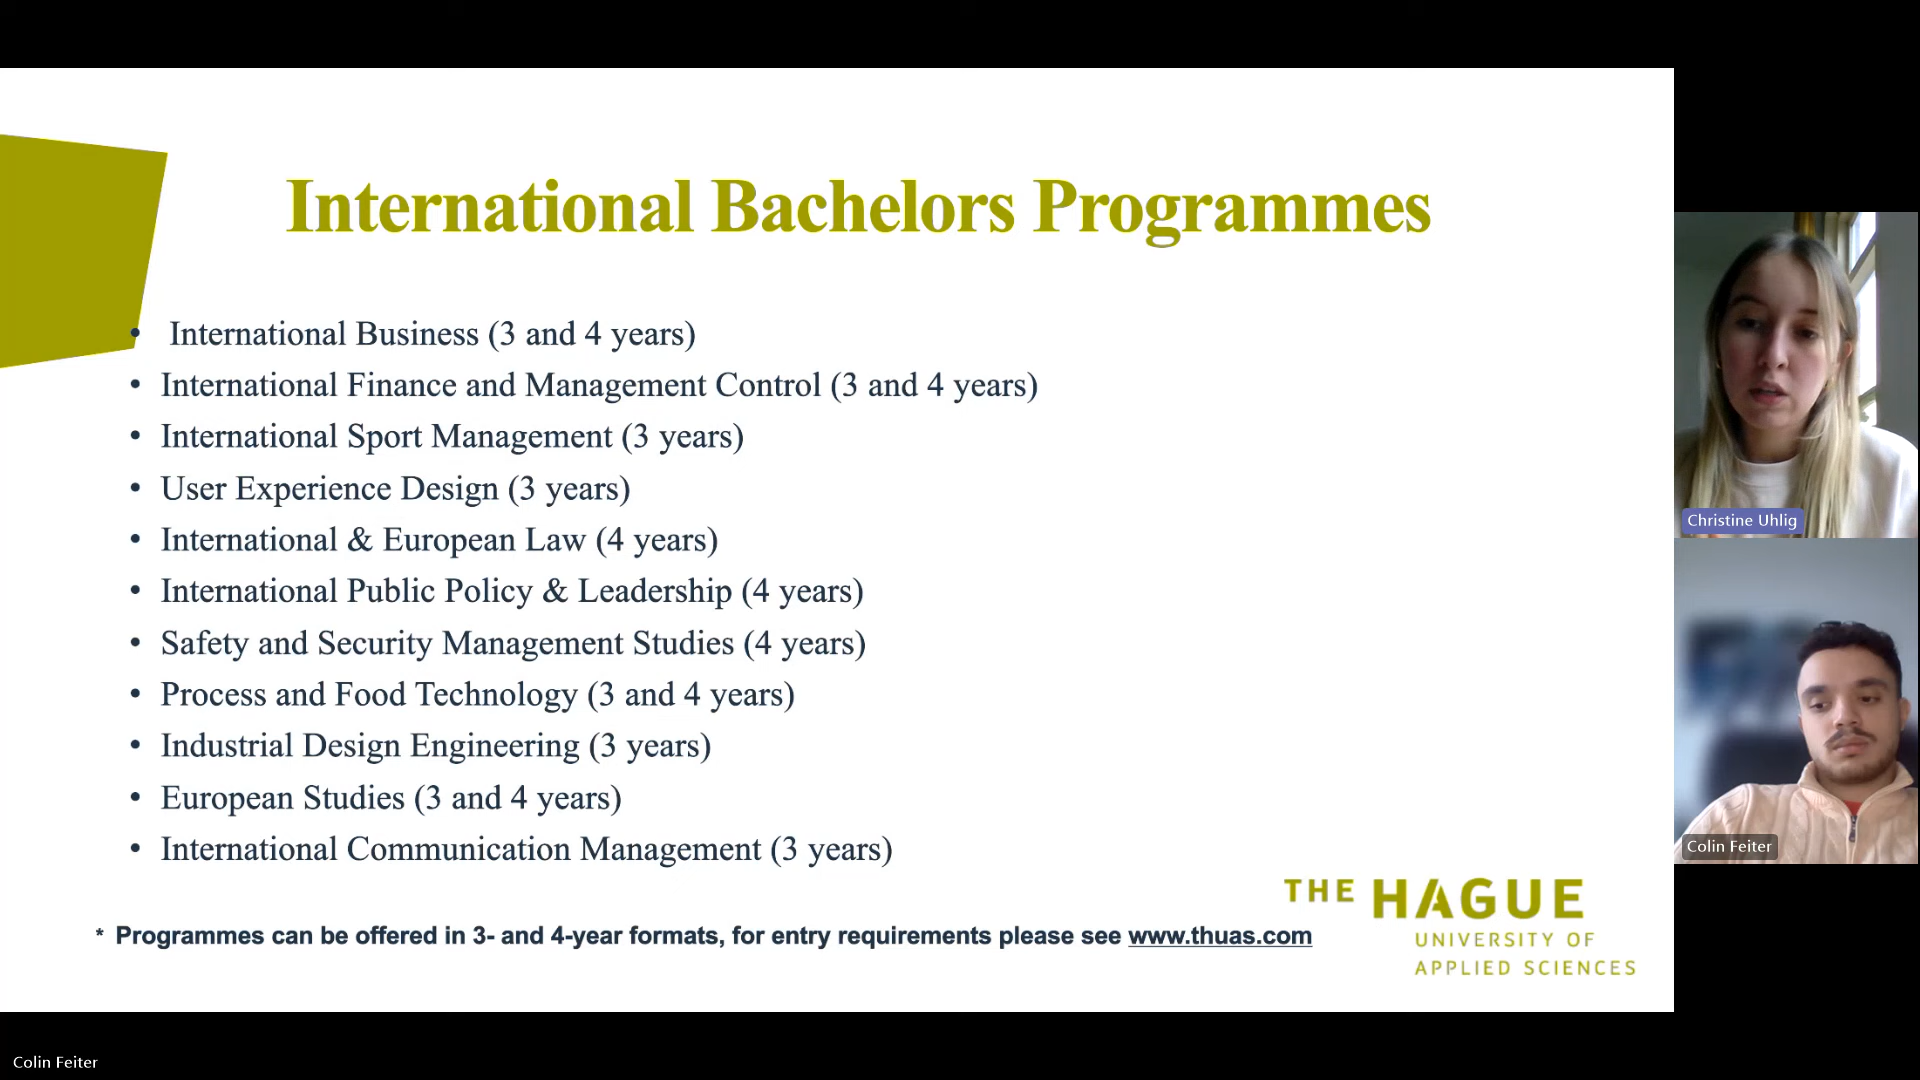 International Bachelors Programmes
• International Business (3 and 4 years)
• International Finance and Management Control (3 and 4 years)
• International Sport Management (3 years)
• User Experience Design (3 years)
• International & European Law (4 years)
• International Public Policy & Leadership (4 years)
• Safety and Security Management Studies (4 years)
• Process and Food Technology (3 and 4 years)
• Industrial Design Engineering (3 years)
• European Studies (3 and 4 years)
• International Communication Management (3 years)
* Programmes can be offered in 3- and 4-year formats, for entry requirements please see www.thuas.com
THE HAGUE
UNIVERSITY OF
APPLIED SCIENCES
Christine Uhlig
Colin Feiter
Colin Feiter